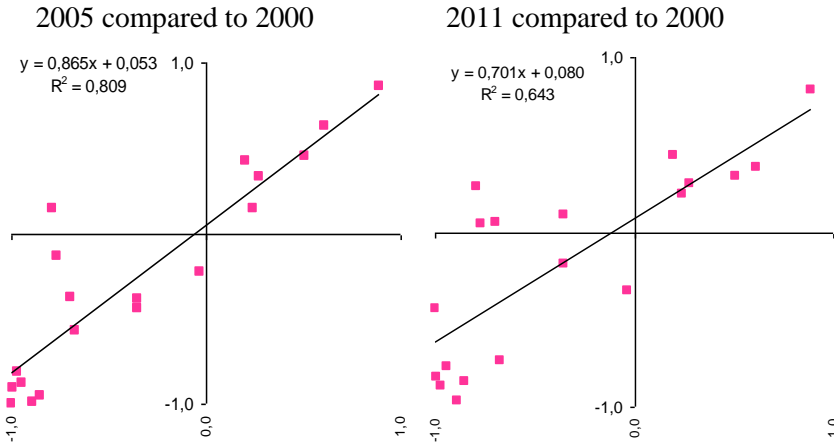 2005 compared to 2000
y = 0,865x + 0,053
R² = 0,809
1,0
-1,0
-1,0
0,0
1,0
2011 compared to 2000
y = 0,701x + 0,080
R² = 0,643
1,0
-1,0
-1,0
0,0
1,0